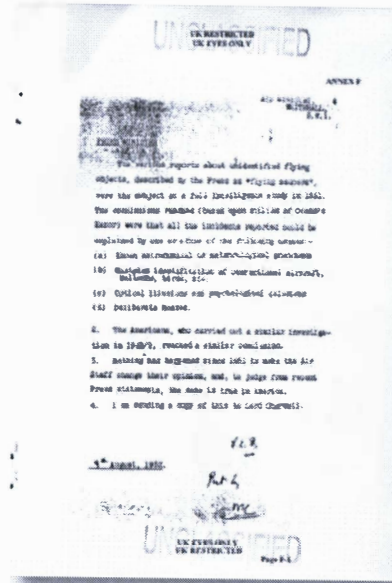 UNCLASSIFIED
UK RESTRICTED
UK EYES ONLY
ANNEX F
AIR MINISTRY,
WHITEHALL,
S.W.1.
PRIME MINISTER
The various reports about unidentified flying
objects, described by the Press as "flying saucers",
were the subject of a full Intelligence study in 1951.
The conclusions reached (based upon
were that all the incidents reported could be
explained by one or other of the following causes:-
(a) Known astronomical or meteorological phenomena
(b) Mistaken identification of conventional aircraft,
balloons, birds, etc.
(c) Optical illusions and psychological delusions
(d) Deliberate hoaxes.
2. The Americans, who carried out a similar investiga-
tion in 1948/9, reached a similar conclusion.
3. Nothing has happened since 1951 to make the Air
Staff change their opinion, and, to judge from recent
Press statements, the same is true in America.
4. I am sending a copy of this to Lord Cherwell.
9th August, 1952.
UNCLASSIFIED
UK EYES ONLY
UK RESTRICTED
Page F-1